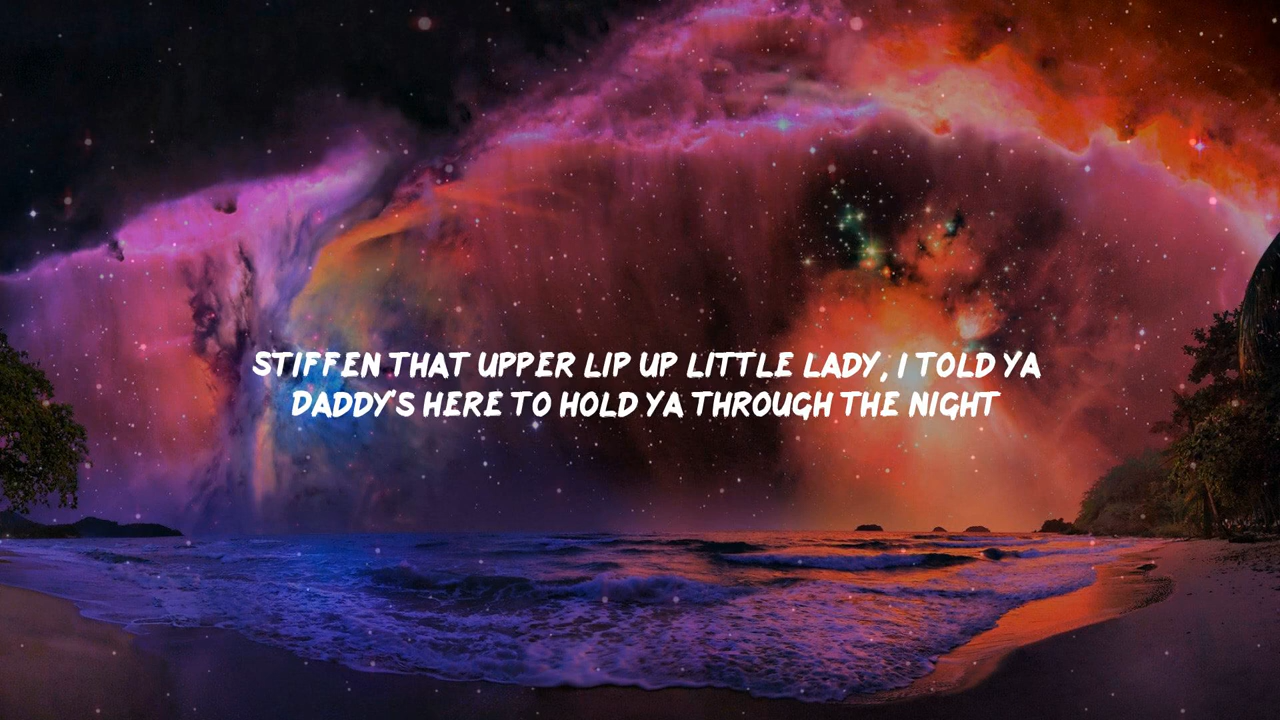 STIFFEN THAT UPPER LIP UP LITTLE LADY, I TOLD YA
DADDY'S HERE TO HOLD YA THROUGH THE NIGHT